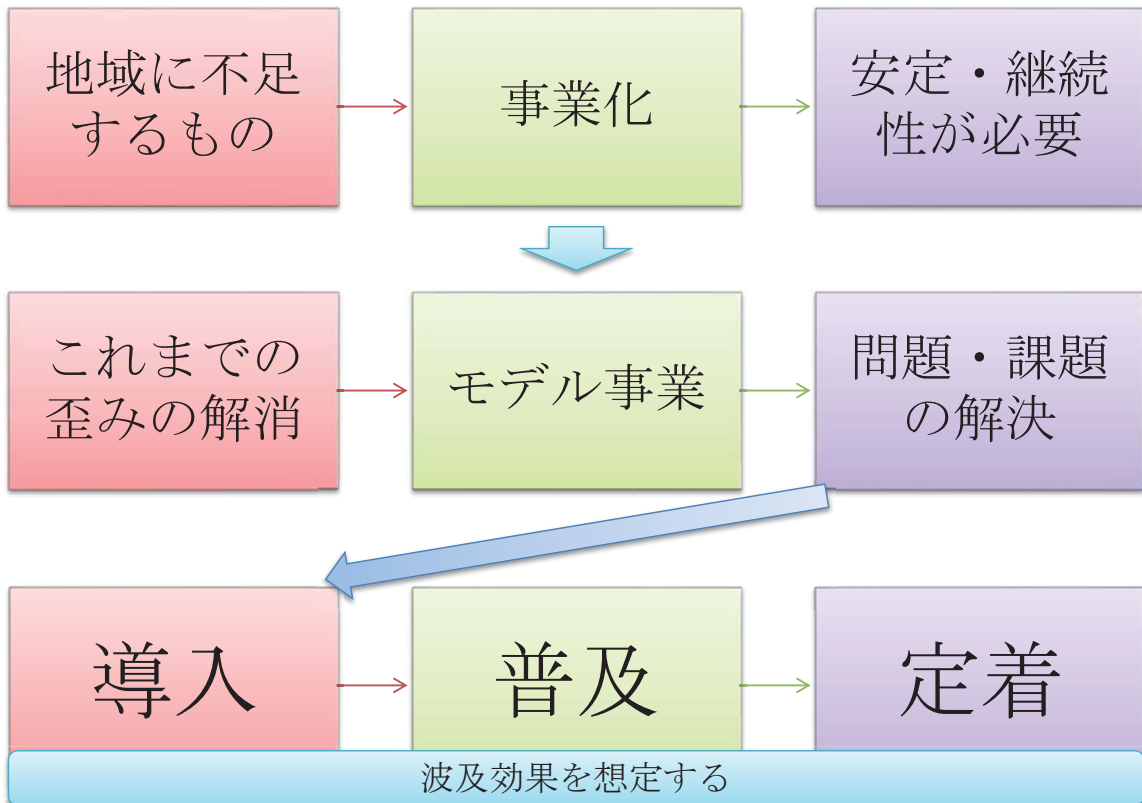 地域に不足
するもの
事業化
安定・継続
性が必要
これまでの
歪みの解消
モデル事業
問題・課題
の解決
導入
普及
定着
波及効果を想定する